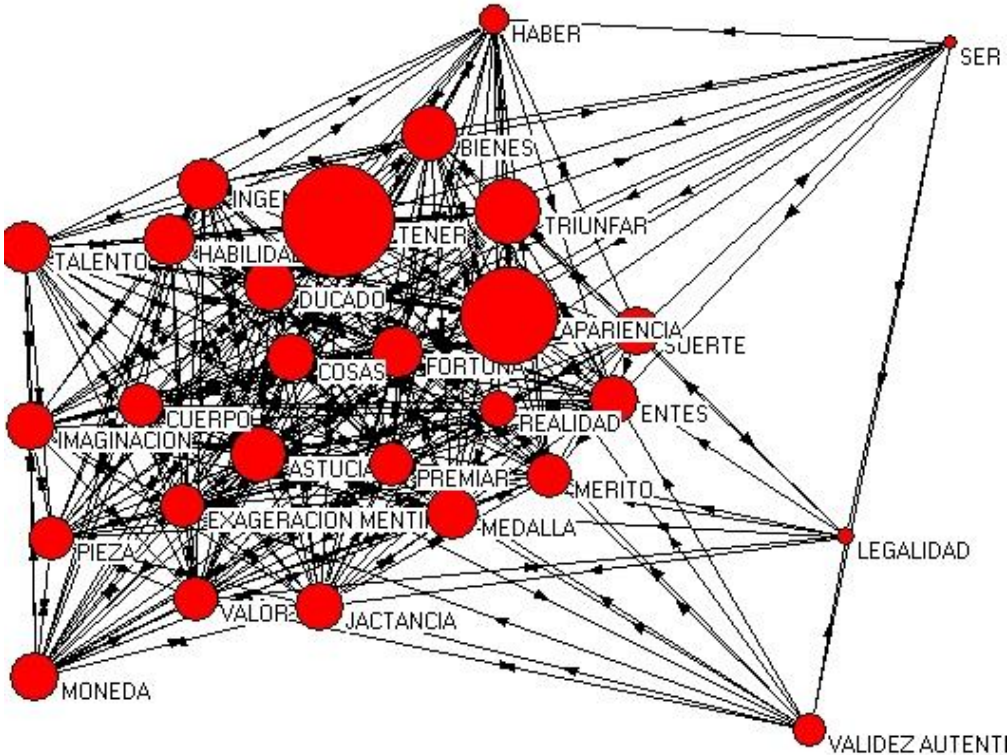 HABER
SER
BIENES
INGEN
TENER
TRIUNFAR
TALENTO
HABILIDAD
DUCADO
APARIENCIA
SUERTE
COSAS
FORTUNA
CUERPO
REALIDAD
ENTES
IMAGINACION
ASTUCIA
PREMIAR
MERITO
EXAGERACION MENTI
MEDALLA
PIEZA
LEGALIDAD
VALOR
JACTANCIA
MONEDA
VALIDEZ AUTENTI